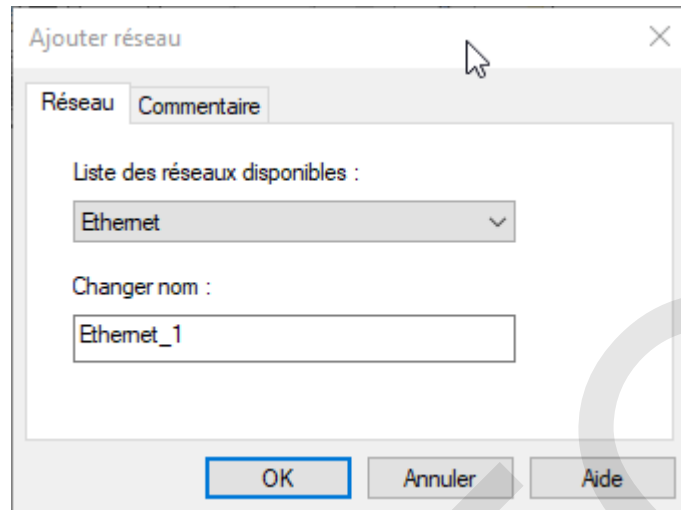 Ajouter réseau
Réseau Commentaire
Liste des réseaux disponibles :
Ethernet
Changer nom :
Ethernet_1
OK Annuler Aide